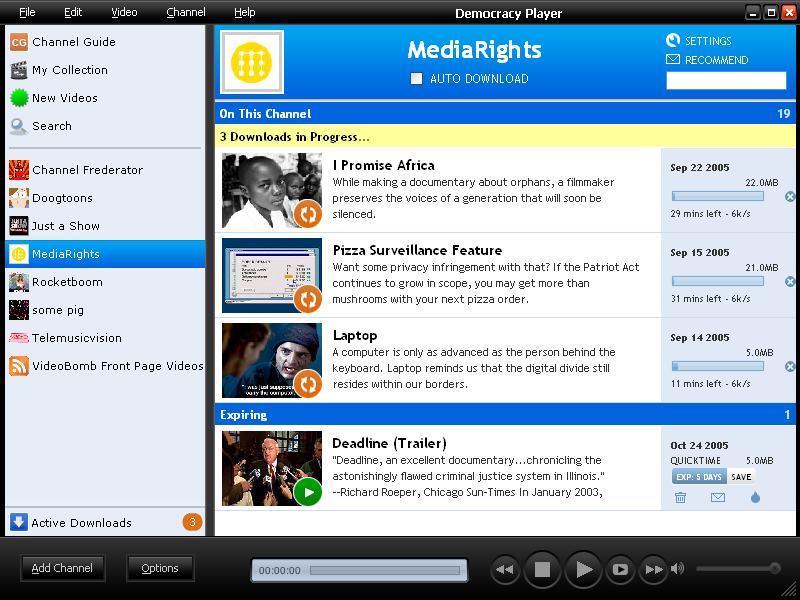 File Edit Video Channel Help
Democracy Player
CG Channel Guide
My Collection
New Videos
Search
Channel Frederator
Doogtoons
Just a Show
MediaRights
Rocketboom
some pig
Telemusicvision
VideoBomb Front Page Videos
Active Downloads 3
MediaRights
AUTO DOWNLOAD
SETTINGS
RECOMMEND
On This Channel 19
3 Downloads in Progress...
I Promise Africa
While making a documentary about orphans, a filmmaker
preserves the voices of a generation that will soon be
silenced.
Sep 22 2005
22.0MB
29 mins left - 6k/s
Pizza Surveillance Feature
Want some privacy infringement with that? If the Patriot Act
continues to grow in scope, you may get more than
mushrooms with your next pizza order.
Sep 15 2005
21.0MB
31 mins left - 6k/s
"I was just supposed
carry the computer
Laptop
A computer is only as advanced as the person behind the
keyboard. Laptop reminds us that the digital divide still
resides within our borders.
Sep 14 2005
5.0MB
11 mins left - 6k/s
Expiring 1
Deadline (Trailer)
"Deadline, an excellent documentary...chronicling the
astonishingly flawed criminal justice system in Illinois."
--Richard Roeper, Chicago Sun-Times In January 2003,
Oct 24 2005
QUICKTIME 5.0MB
EXP: 5 DAYS SAVE
Add Channel
Options
00:00:00